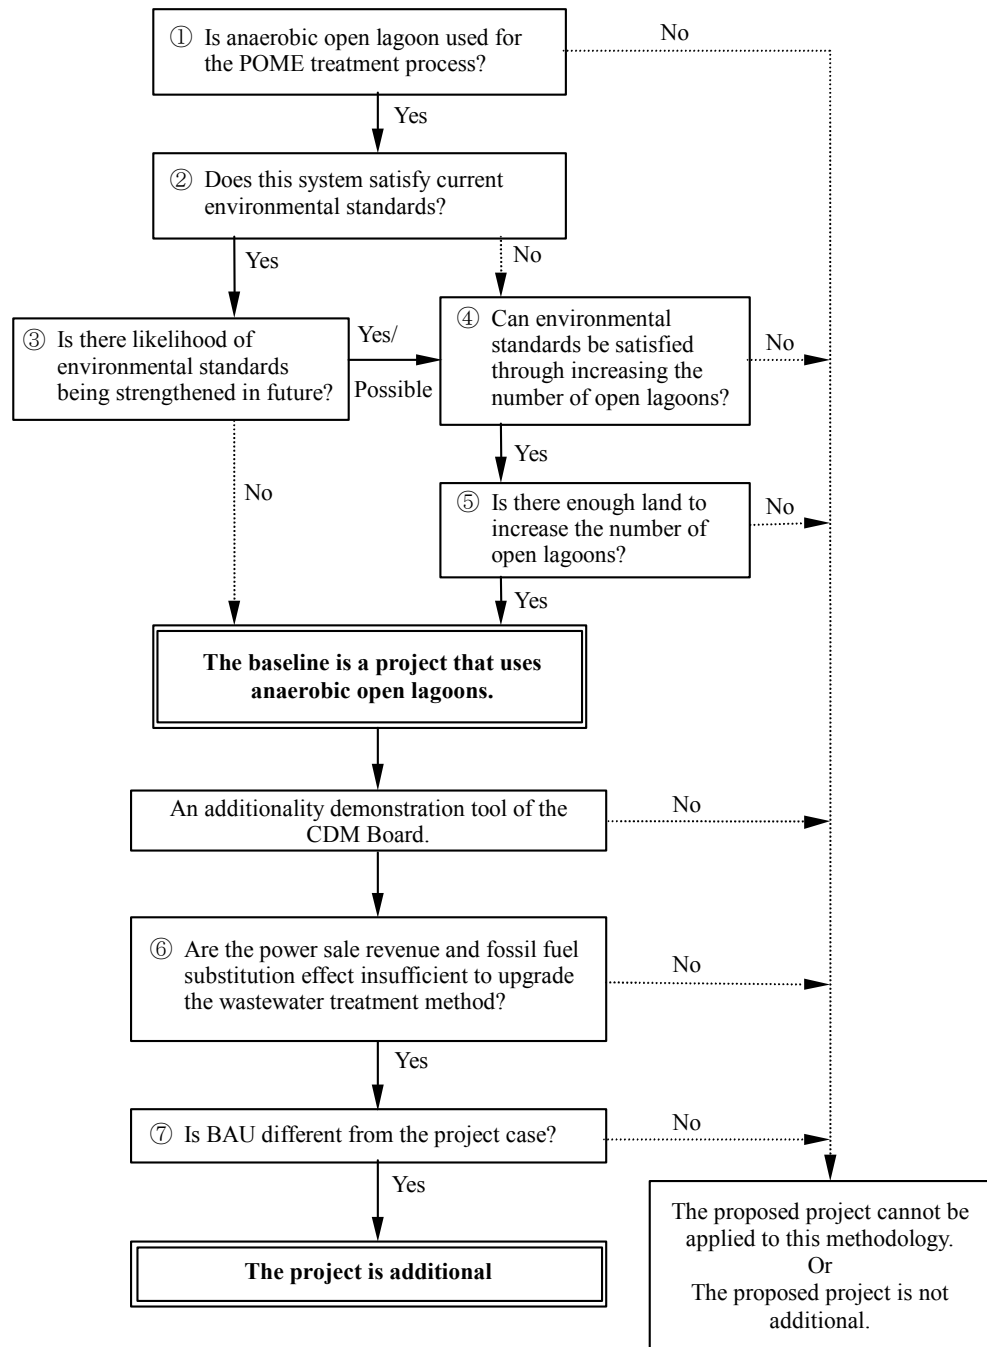 ① Is anaerobic open lagoon used for
the POME treatment process?
No
Yes
② Does this system satisfy current
environmental standards?
Yes
No
③ Is there likelihood of
environmental standards
being strengthened in future?
Yes/
Possible
④ Can environmental
standards be satisfied
through increasing the
number of open lagoons?
No
Yes
No
⑤ Is there enough land to
increase the number of
open lagoons?
No
Yes
The baseline is a project that uses
anaerobic open lagoons.
An additionality demonstration tool of the
CDM Board.
No
⑥ Are the power sale revenue and fossil fuel
substitution effect insufficient to upgrade
the wastewater treatment method?
No
Yes
⑦ Is BAU different from the project case?
No
Yes
The project is additional
The proposed project cannot be
applied to this methodology.
Or
The proposed project is not
additional.